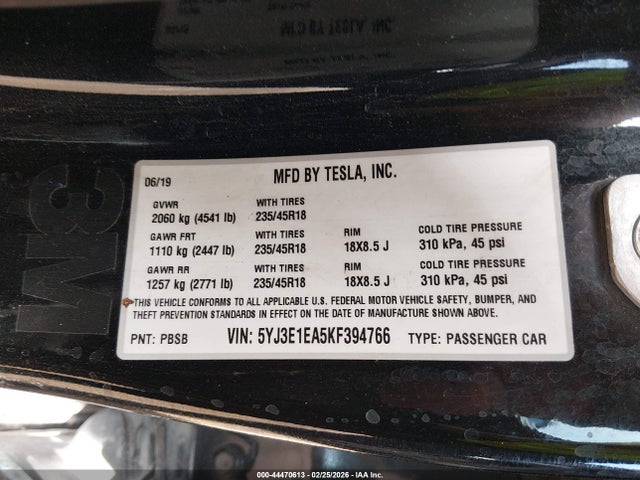 M3
06/19 MFD BY TESLA, INC.
GVWR WITH TIRES
2060 kg (4541 lb) 235/45R18
GAWR FRT WITH TIRES RIM COLD TIRE PRESSURE
1110 kg (2447 lb) 235/45R18 18X8.5 J 310 kPa, 45 psi
GAWR RR WITH TIRES RIM COLD TIRE PRESSURE
1257 kg (2771 lb) 235/45R18 18X8.5 J 310 kPa, 45 psi
THIS VEHICLE CONFORMS TO ALL APPLICABLE U.S. FEDERAL MOTOR VEHICLE SAFETY, BUMPER, AND
THEFT PREVENTION STANDARDS IN EFFECT ON THE DATE OF MANUFACTURE SHOWN ABOVE.
PNT: PBSB VIN: 5YJ3E1EA5KF394766 TYPE: PASSENGER CAR
000-44470613 - 02/25/2026 - IAA Inc.